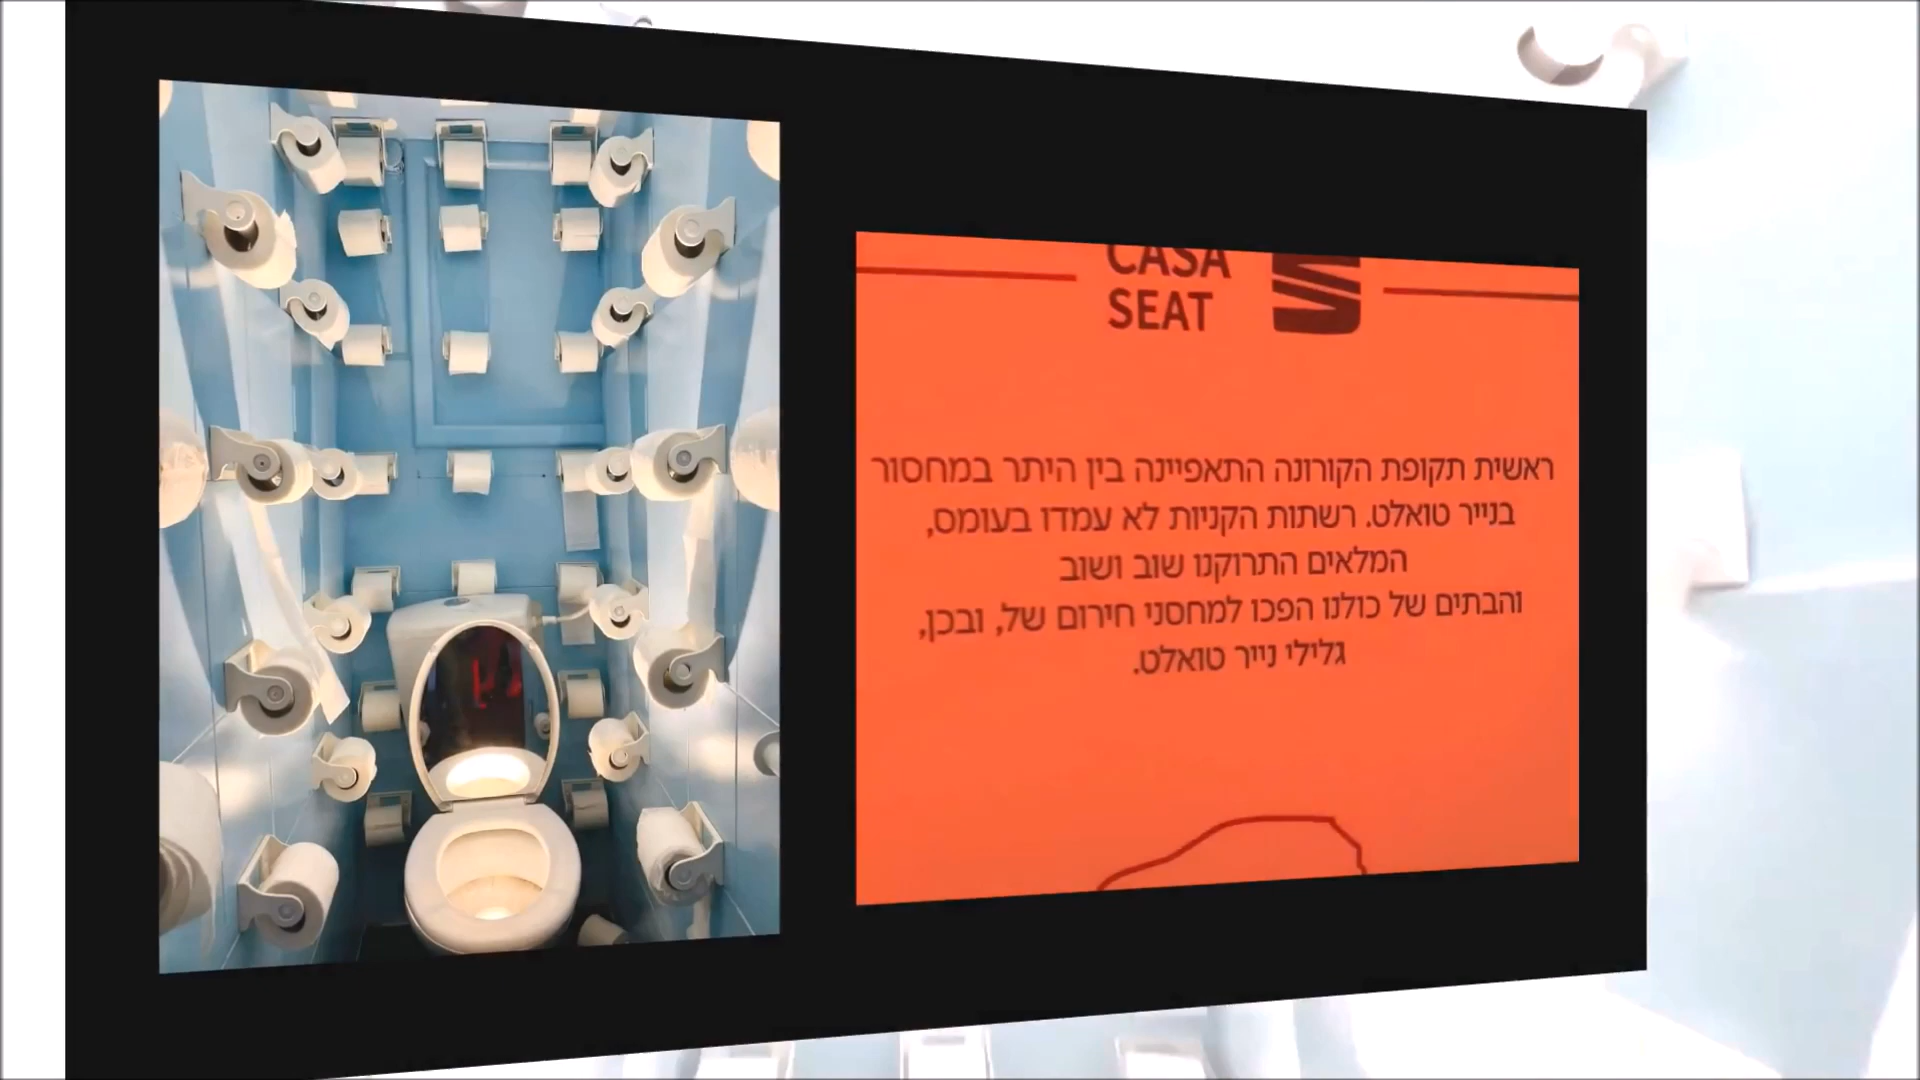 CASA
SEAT
ראשית תקופת הקורונה התאפיינה בין היתר במחסור
בנייר טואלט. רשתות הקניות לא עמדו בעומס,
המלאים התרוקנו שוב ושוב
והבתים של כולנו הפכו למחסני חירום של, ובכן,
גלילי נייר טואלט.